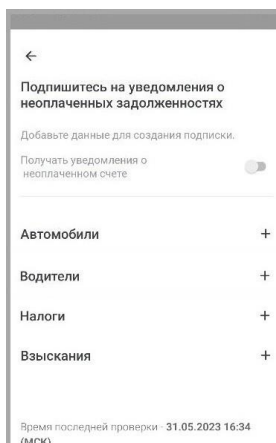 Подпишитесь на уведомления о
неоплаченных задолженностях
Добавьте данные для создания подписки.
Получать уведомления о
неоплаченном счете
Автомобили +
Водители +
Налоги +
Взыскания +
Время последней проверки - 31.05.2023 16:34
(МСК)